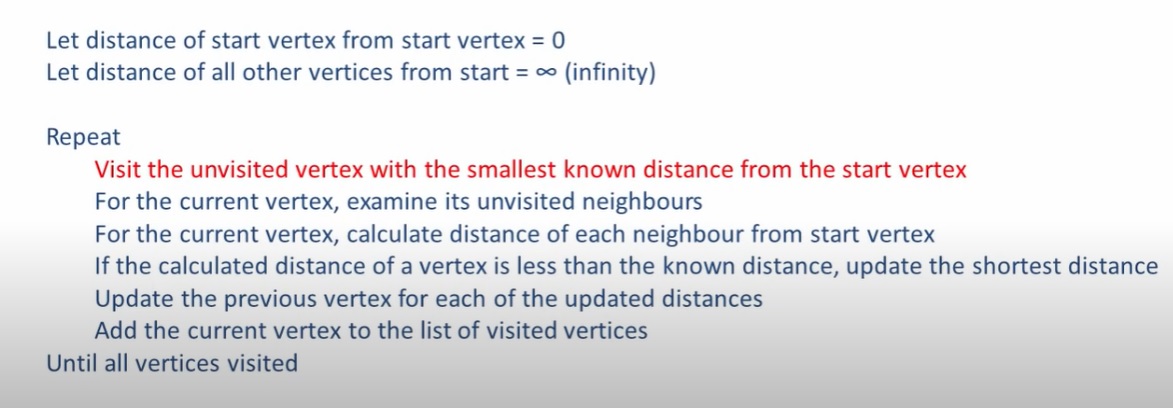 Let distance of start vertex from start vertex = 0
Let distance of all other vertices from start = ∞ (infinity)
Repeat
Visit the unvisited vertex with the smallest known distance from the start vertex
For the current vertex, examine its unvisited neighbours
For the current vertex, calculate distance of each neighbour from start vertex
If the calculated distance of a vertex is less than the known distance, update the shortest distance
Update the previous vertex for each of the updated distances
Add the current vertex to the list of visited vertices
Until all vertices visited